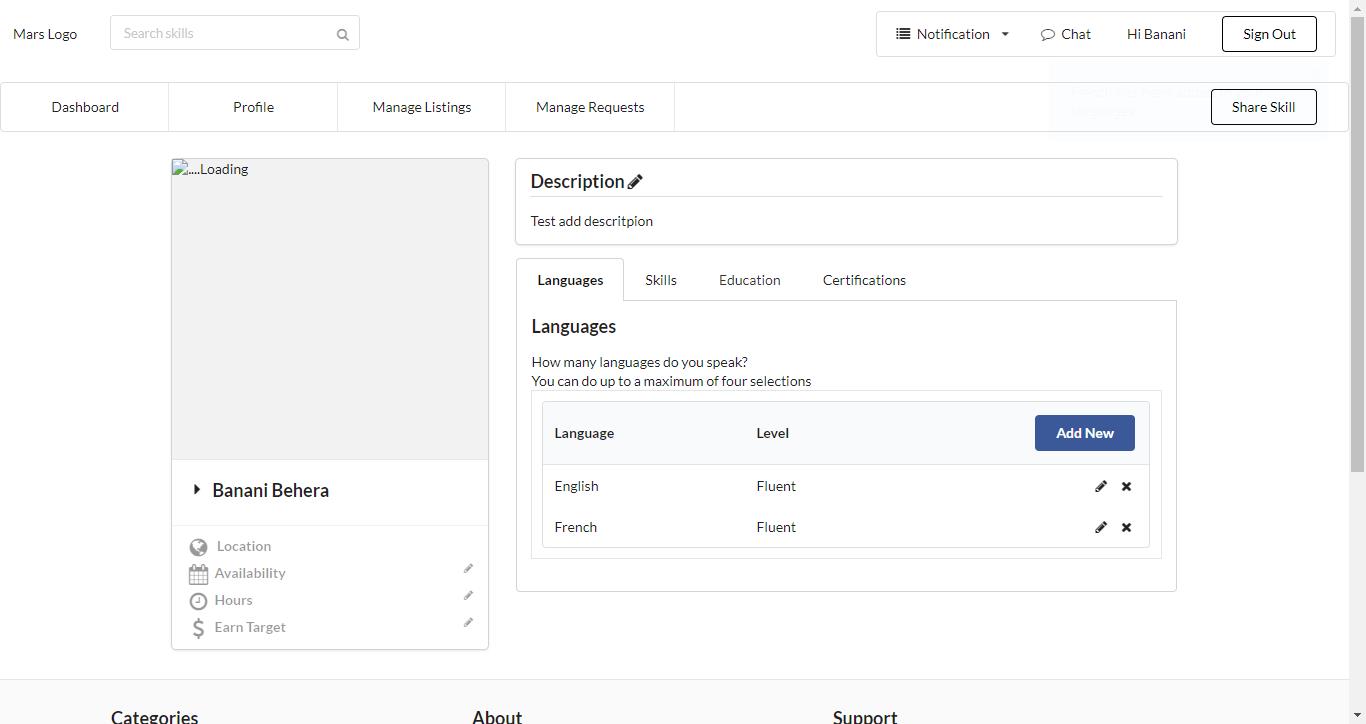 Mars Logo
Search skills
Notification
Chat
Hi Banani
Sign Out
Dashboard
Profile
Manage Listings
Manage Requests
Share Skill
....Loading
Banani Behera
Location
Availability
Hours
Earn Target
Description
Test add descritpion
Languages
Skills
Education
Certifications
Languages
How many languages do you speak?
You can do up to a maximum of four selections
Language
Level
Add New
English
Fluent
French
Fluent
Categories
About
Support